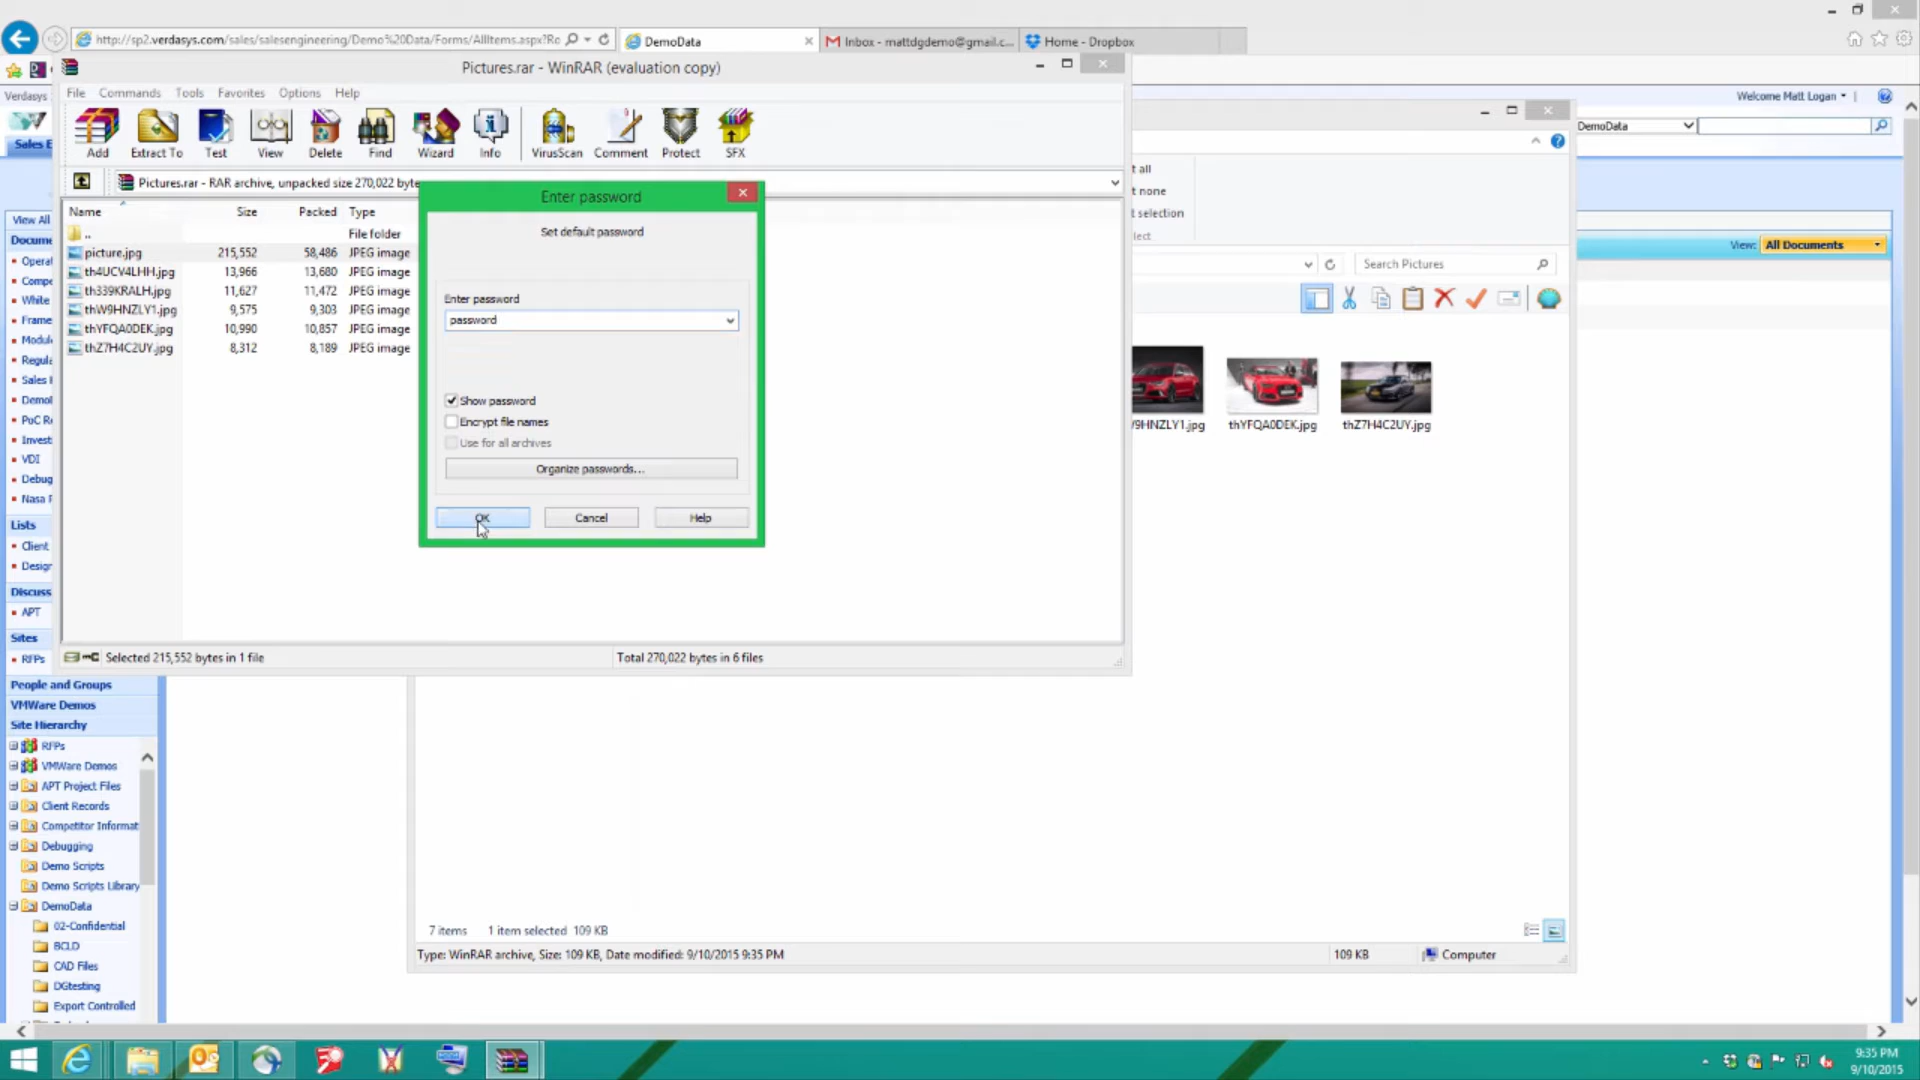 http://sp2.verdasys.com/sales/salesengineering/Demo%20Data/Forms/AllItems.aspx?Ro
DemoData
Inbox - mattdgdemo@gmail.c...
Home - Dropbox
Pictures.rar - WinRAR (evaluation copy)
File Commands Tools Favorites Options Help
Verdasys
Welcome Matt Logan
Add Extract To Test View Delete Find Wizard Info VirusScan Comment Protect SFX
DemoData
Sales E
Pictures.rar - RAR archive, unpacked size 270,022 byte
Name Size Packed Type
.. File folder
picture.jpg 215,552 58,486 JPEG image
th4UCV4LHH.jpg 13,966 13,680 JPEG image
th339KRALH.jpg 11,627 11,472 JPEG image
thW9HNZLY1.jpg 9,575 9,303 JPEG image
thYFQA0DEK.jpg 10,990 10,857 JPEG image
thZ7H4C2UY.jpg 8,312 8,189 JPEG image
Enter password
Set default password
Enter password
password
Show password
Encrypt file names
Use for all archives
Organize passwords...
OK Cancel Help
t all
t none
t selection
lect
Search Pictures
View: All Documents
9HNZLY1.jpg
thYFQA0DEK.jpg
thZ7H4C2UY.jpg
Selected 215,552 bytes in 1 file
Total 270,022 bytes in 6 files
View All
Docume
Operat
Compe
White
Frame
Module
Regula
Sales
Demol
PoC Re
Investi
VDI
Debug
Nasa
Lists
Client
Design
Discuss
APT
Sites
RFPs
People and Groups
VMWare Demos
Site Hierarchy
RFPs
VMWare Demos
APT Project Files
Client Records
Competitor Informat
Debugging
Demo Scripts
Demo Scripts Library
DemoData
02-Confidential
BCLD
CAD Files
DGtesting
Export Controlled
7 items 1 item selected 109 KB
Type: WinRAR archive, Size: 109 KB, Date modified: 9/10/2015 9:35 PM
109 KB
Computer
9:35 PM
9/10/2015